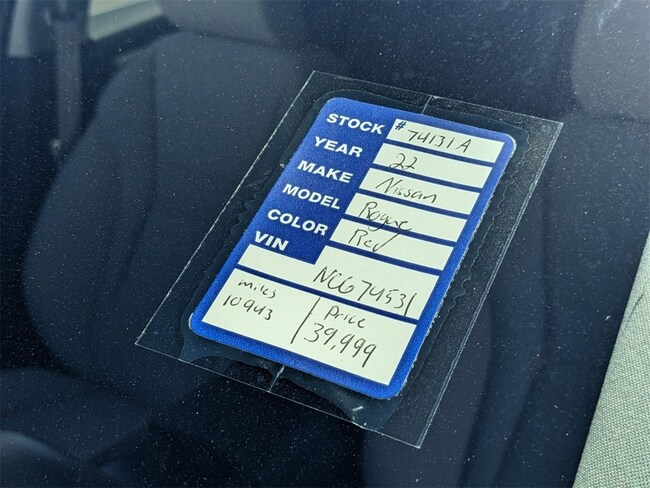 STOCK # 74131A
YEAR 22
MAKE Nissan
MODEL Rogue
COLOR Red
VIN NC674531
miles
10943
Price
39,999